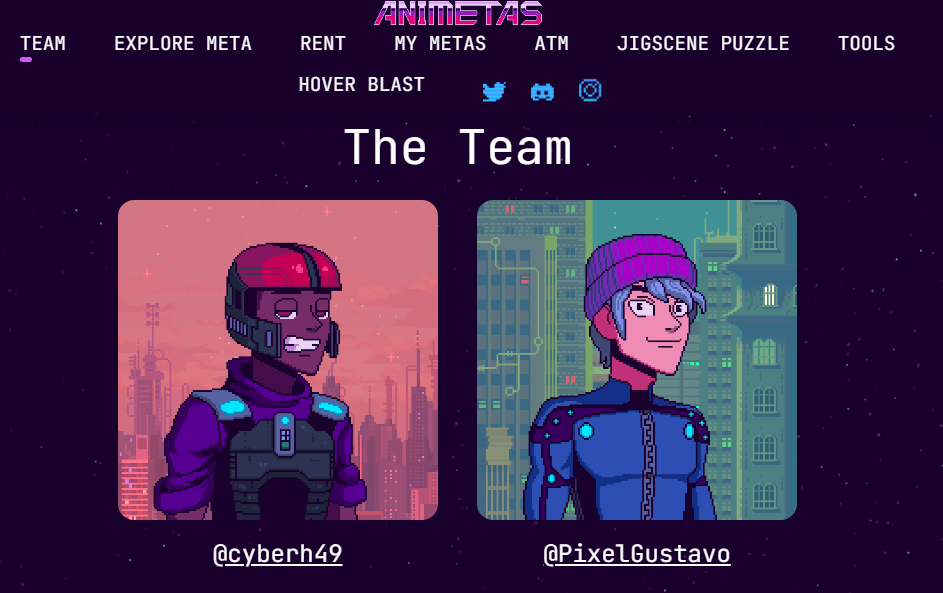 ANIMETAS
TEAM EXPLORE META RENT MY METAS ATM JIGSCENE PUZZLE TOOLS
HOVER BLAST
The Team
@cyberh49 @PixelGustavo